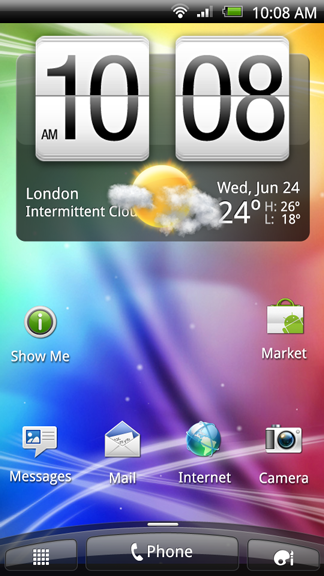 10:08 AM
10 08
AM
London
Wed, Jun 24
Intermittent Clou
24° H: 26°
L: 18°
Show Me
Market
Messages
Mail
Internet
Camera
Phone